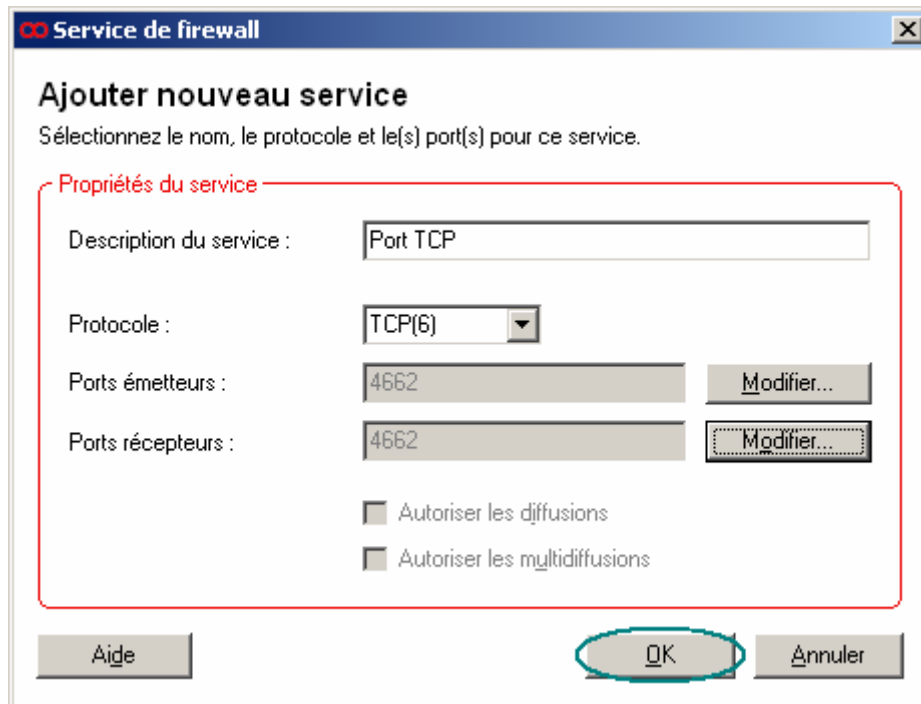 Service de firewall
Ajouter nouveau service
Sélectionnez le nom, le protocole et le(s) port(s) pour ce service.
Propriétés du service
Description du service : Port TCP
Protocole : TCP(6)
Ports émetteurs : 4662 Modifier...
Ports récepteurs : 4662 Modifier...
Autoriser les diffusions
Autoriser les multidiffusions
Aide OK Annuler